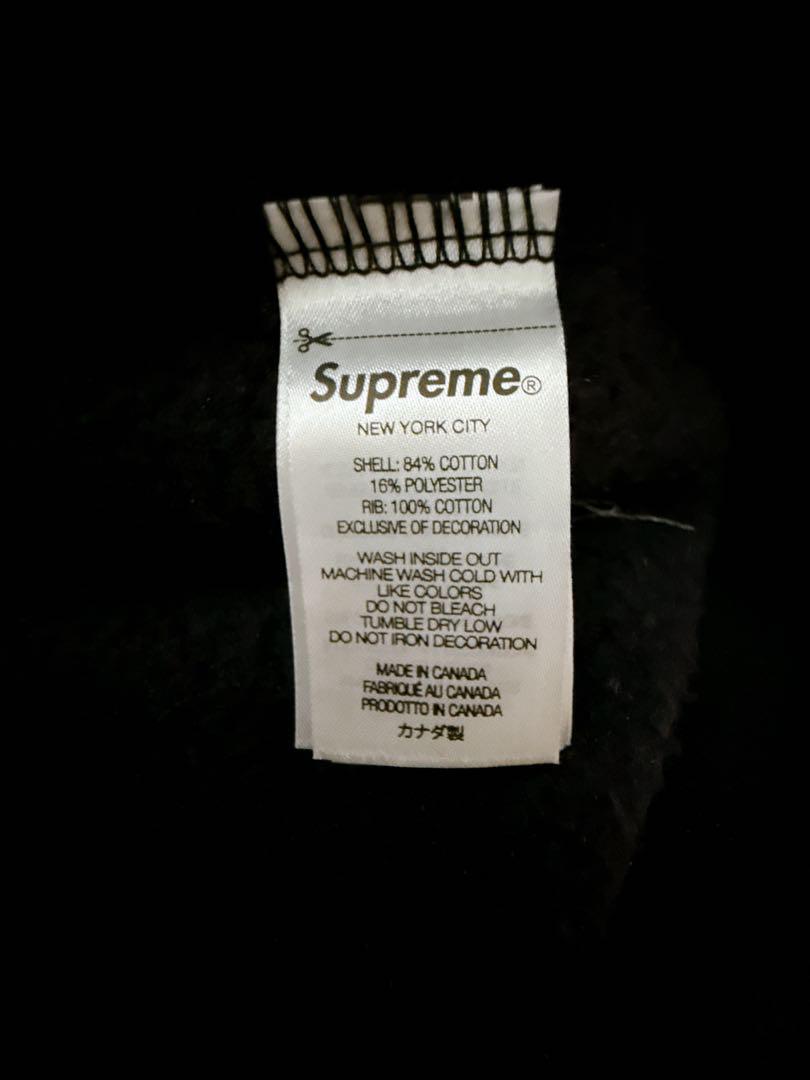 Supreme®
NEW YORK CITY
SHELL: 84% COTTON
16% POLYESTER
RIB: 100% COTTON
EXCLUSIVE OF DECORATION
WASH INSIDE OUT
MACHINE WASH COLD WITH
LIKE COLORS
DO NOT BLEACH
TUMBLE DRY LOW
DO NOT IRON DECORATION
MADE IN CANADA
FABRIQUÉ AU CANADA
PRODOTTO IN CANADA
カナダ製